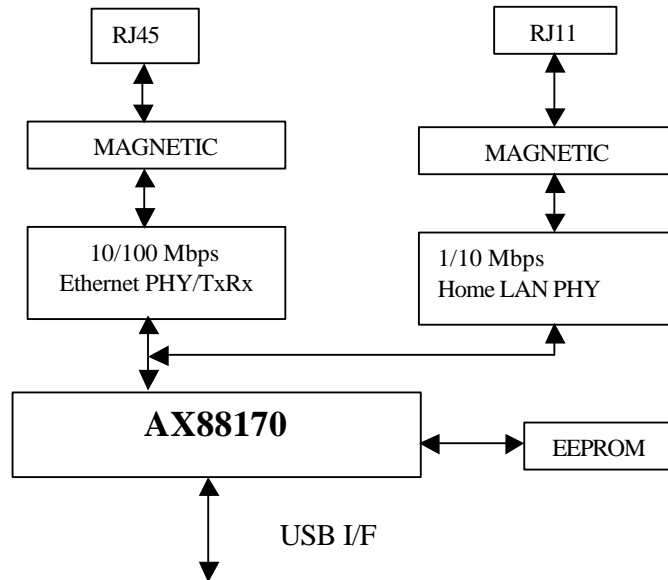 RJ45
RJ11
MAGNETIC
MAGNETIC
10/100 Mbps
Ethernet PHY/TxRx
1/10 Mbps
Home LAN PHY
AX88170
EEPROM
USB I/F